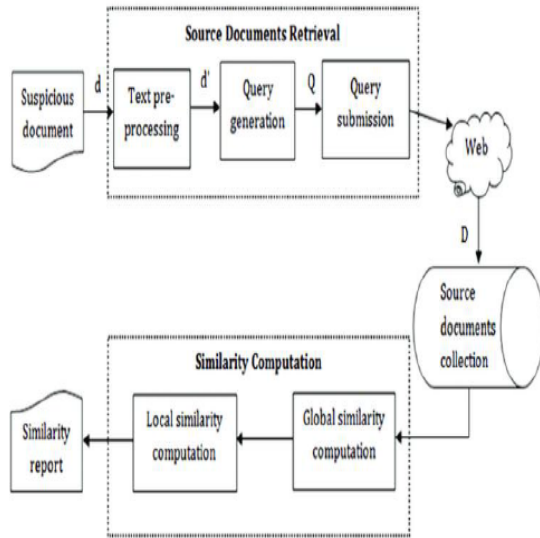 Source Documents Retrieval
Suspicious
document
d
Text pre-
processing
d'
Query
generation
Q
Query
submission
Web
D
Source
documents
collection
Similarity Computation
Global similarity
computation
Local similarity
computation
Similarity
report